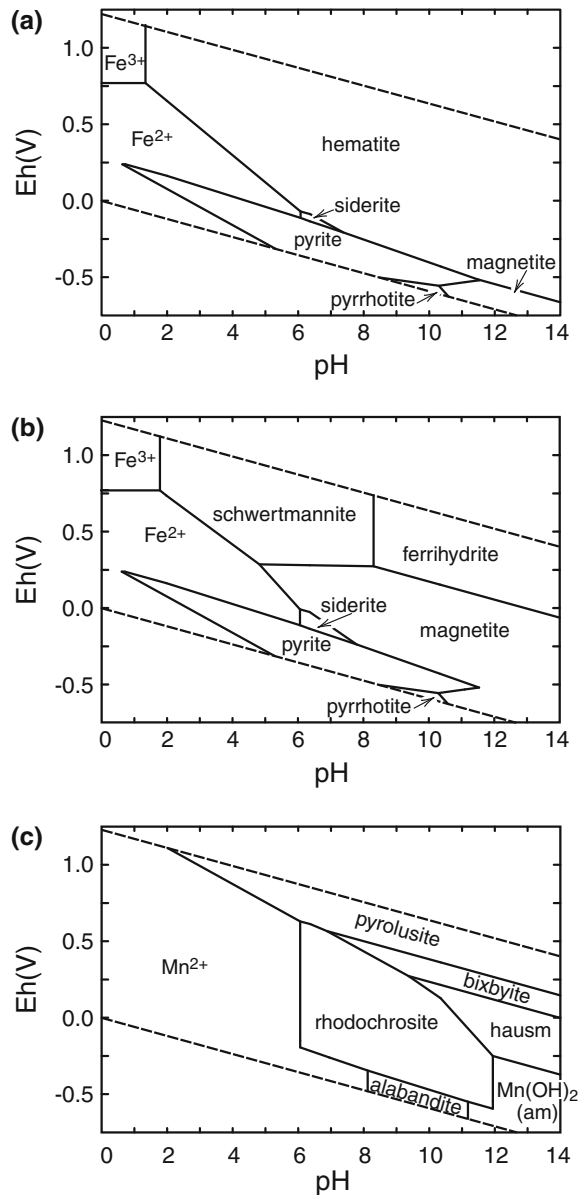 (a)
1.0
0.5
0.0
-0.5
Eh(V)
Fe3+
Fe2+
hematite
siderite
pyrite
magnetite
pyrrhotite
0 2 4 6 8 10 12 14
pH
(b)
1.0
0.5
0.0
-0.5
Eh(V)
Fe3+
schwertmannite
Fe2+
ferrihydrite
siderite
magnetite
pyrite
pyrrhotite
0 2 4 6 8 10 12 14
pH
(c)
1.0
0.5
0.0
-0.5
Eh(V)
pyrolusite
Mn2+
bixbyite
rhodochrosite
hausm
alabandite
Mn(OH)2
(am)
0 2 4 6 8 10 12 14
pH